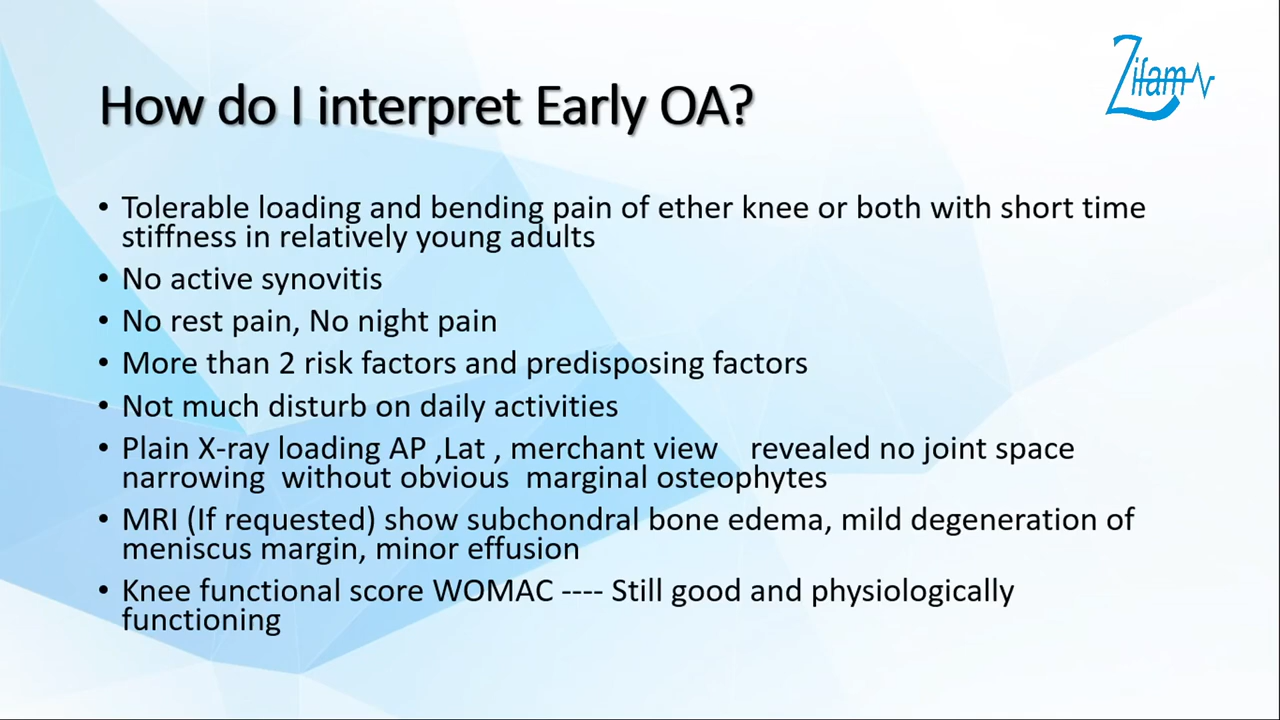 Zifam
How do I interpret Early OA?
• Tolerable loading and bending pain of ether knee or both with short time
stiffness in relatively young adults
• No active synovitis
• No rest pain, No night pain
• More than 2 risk factors and predisposing factors
• Not much disturb on daily activities
• Plain X-ray loading AP ,Lat , merchant view    revealed no joint space
narrowing  without obvious  marginal osteophytes
• MRI (If requested) show subchondral bone edema, mild degeneration of
meniscus margin, minor effusion
• Knee functional score WOMAC ---- Still good and physiologically
functioning